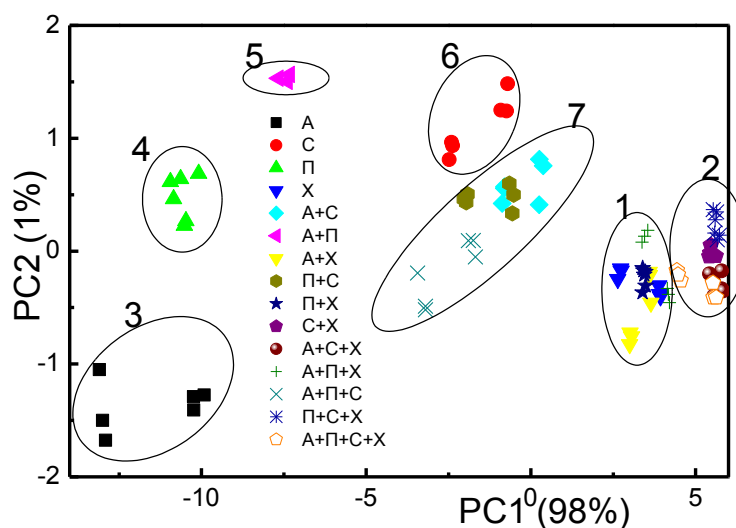 2
5
6
7
4
1
2
3
А
С
П
Х
А+С
А+П
А+Х
П+С
П+Х
С+Х
А+С+Х
А+П+Х
А+П+С
П+С+Х
А+П+С+Х
PC2 (1%)
2
1
0
-1
-2
-10
-5
0
5
PC1 (98%)